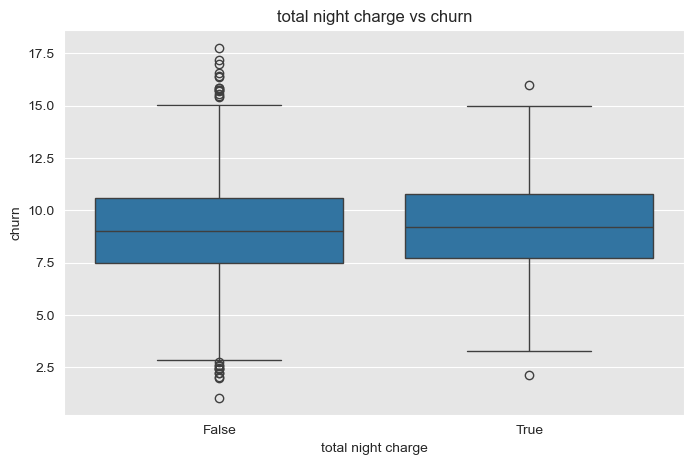 total night charge vs churn
17.5
15.0
12.5
10.0
7.5
5.0
2.5
churn
False
True
total night charge